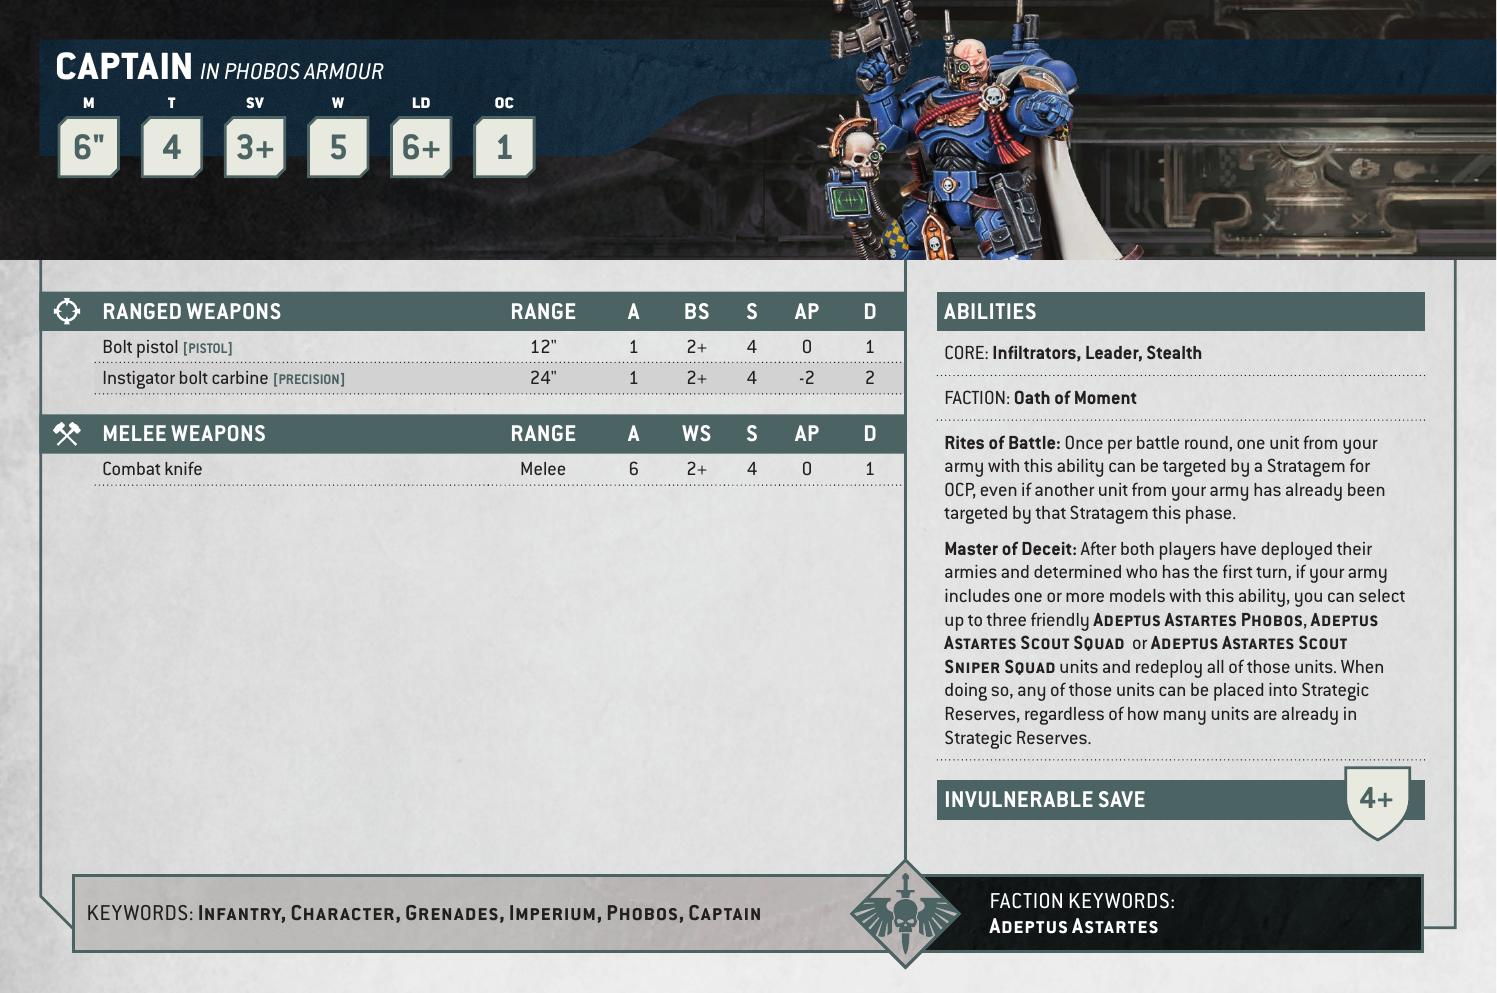 CAPTAIN IN PHOBOS ARMOUR
M T SV W LD OC
6" 4 3+ 5 6+ 1
RANGED WEAPONS RANGE A BS S AP D
Bolt pistol [PISTOL] 12" 1 2+ 4 0 1
Instigator bolt carbine [PRECISION] 24" 1 2+ 4 -2 2
MELEE WEAPONS RANGE A WS S AP D
Combat knife Melee 6 2+ 4 0 1
ABILITIES
CORE: Infiltrators, Leader, Stealth
FACTION: Oath of Moment
Rites of Battle: Once per battle round, one unit from your
army with this ability can be targeted by a Stratagem for
0CP, even if another unit from your army has already been
targeted by that Stratagem this phase.
Master of Deceit: After both players have deployed their
armies and determined who has the first turn, if your army
includes one or more models with this ability, you can select
up to three friendly ADEPTUS ASTARTES PHOBOS, ADEPTUS
ASTARTES SCOUT SQUAD or ADEPTUS ASTARTES SCOUT
SNIPER SQUAD units and redeploy all of those units. When
doing so, any of those units can be placed into Strategic
Reserves, regardless of how many units are already in
Strategic Reserves.
INVULNERABLE SAVE 4+
KEYWORDS: INFANTRY, CHARACTER, GRENADES, IMPERIUM, PHOBOS, CAPTAIN
FACTION KEYWORDS:
ADEPTUS ASTARTES